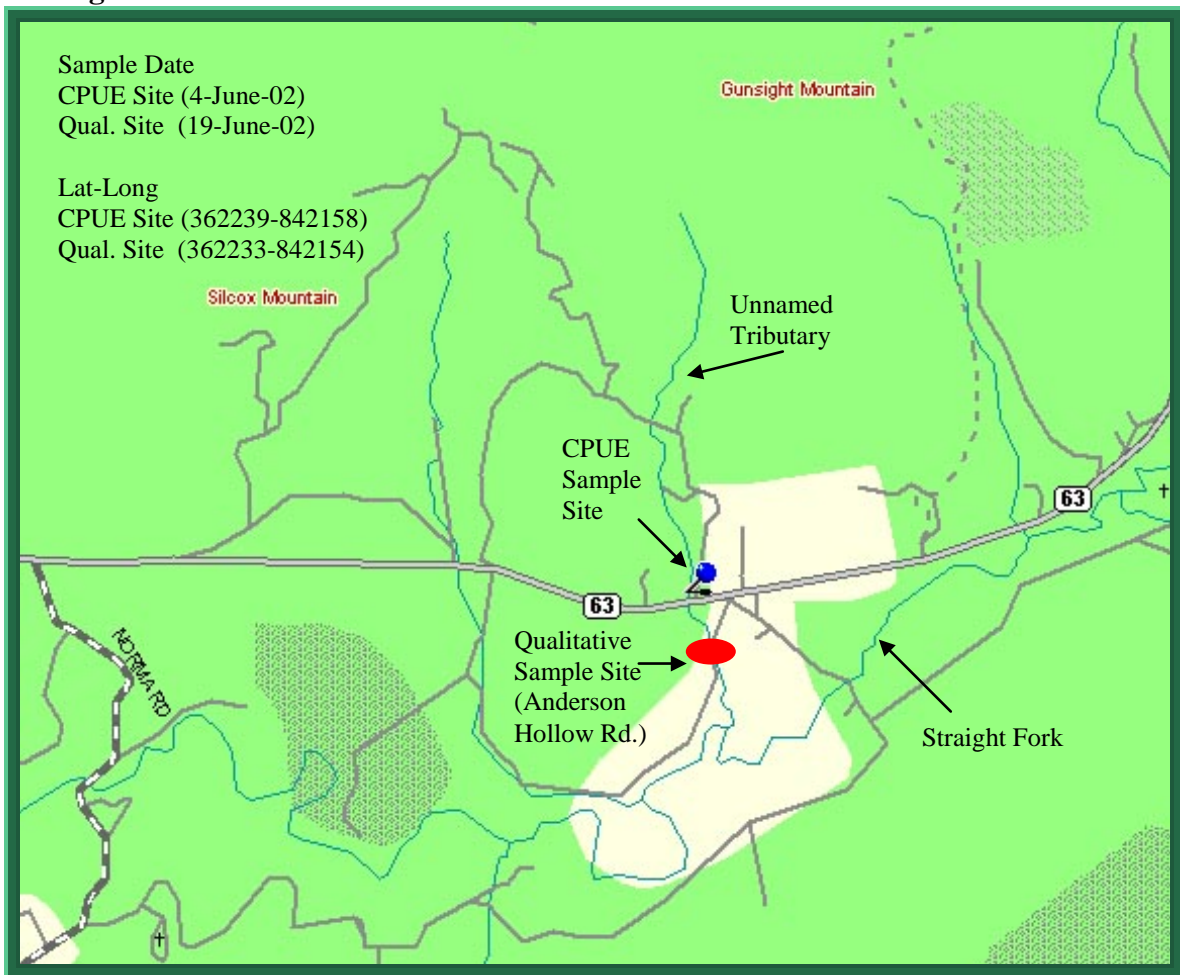 Sample Date
CPUE Site (4-June-02)
Qual. Site (19-June-02)
Lat-Long
CPUE Site (362239-842158)
Qual. Site (362233-842154)
Gunsight Mountain
Silcox Mountain
Unnamed
Tributary
CPUE
Sample
Site
63
63
NORMA RD
Qualitative
Sample Site
(Anderson
Hollow Rd.)
Straight Fork